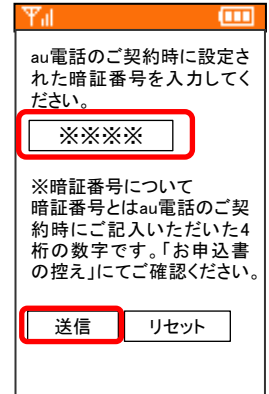 au電話のご契約時に設定さ
れた暗証番号を入力してく
ださい。
※※※※
※暗証番号について
暗証番号とはau電話のご契
約時にご記入いただいた4
桁の数字です。「お申込書
の控え」にてご確認ください。
送信 リセット